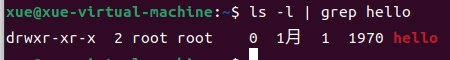 xue@xue-virtual-machine:~$ ls -l | grep hello
drwxr-xr-x  2 root root     0  1月  1  1970 hello